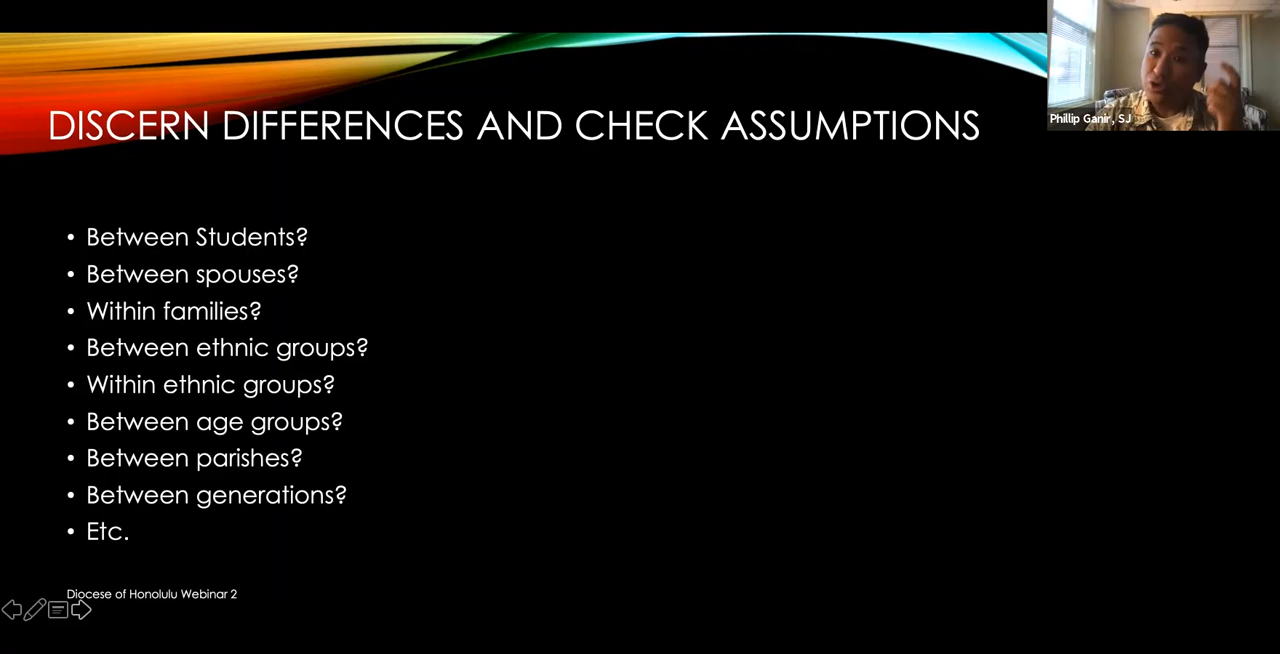 DISCERN DIFFERENCES AND CHECK ASSUMPTIONS
Phillip Ganir, SJ
• Between Students?
• Between spouses?
• Within families?
• Between ethnic groups?
• Within ethnic groups?
• Between age groups?
• Between parishes?
• Between generations?
• Etc.
Diocese of Honolulu Webinar 2